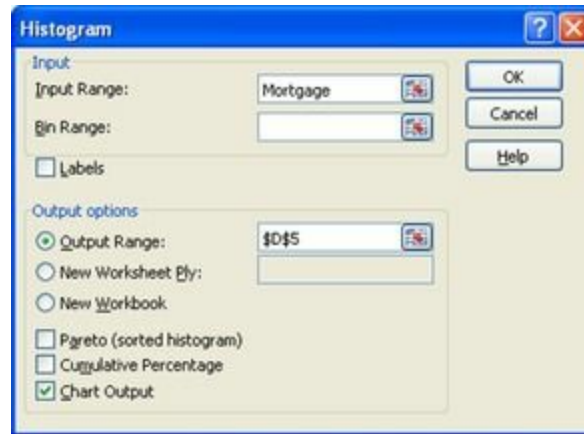 Histogram
Input
Input Range:
Mortgage
OK
Bin Range:
Cancel
Labels
Help
Output options
Output Range:
$D$5
New Worksheet Ply:
New Workbook
Pareto (sorted histogram)
Cumulative Percentage
Chart Output